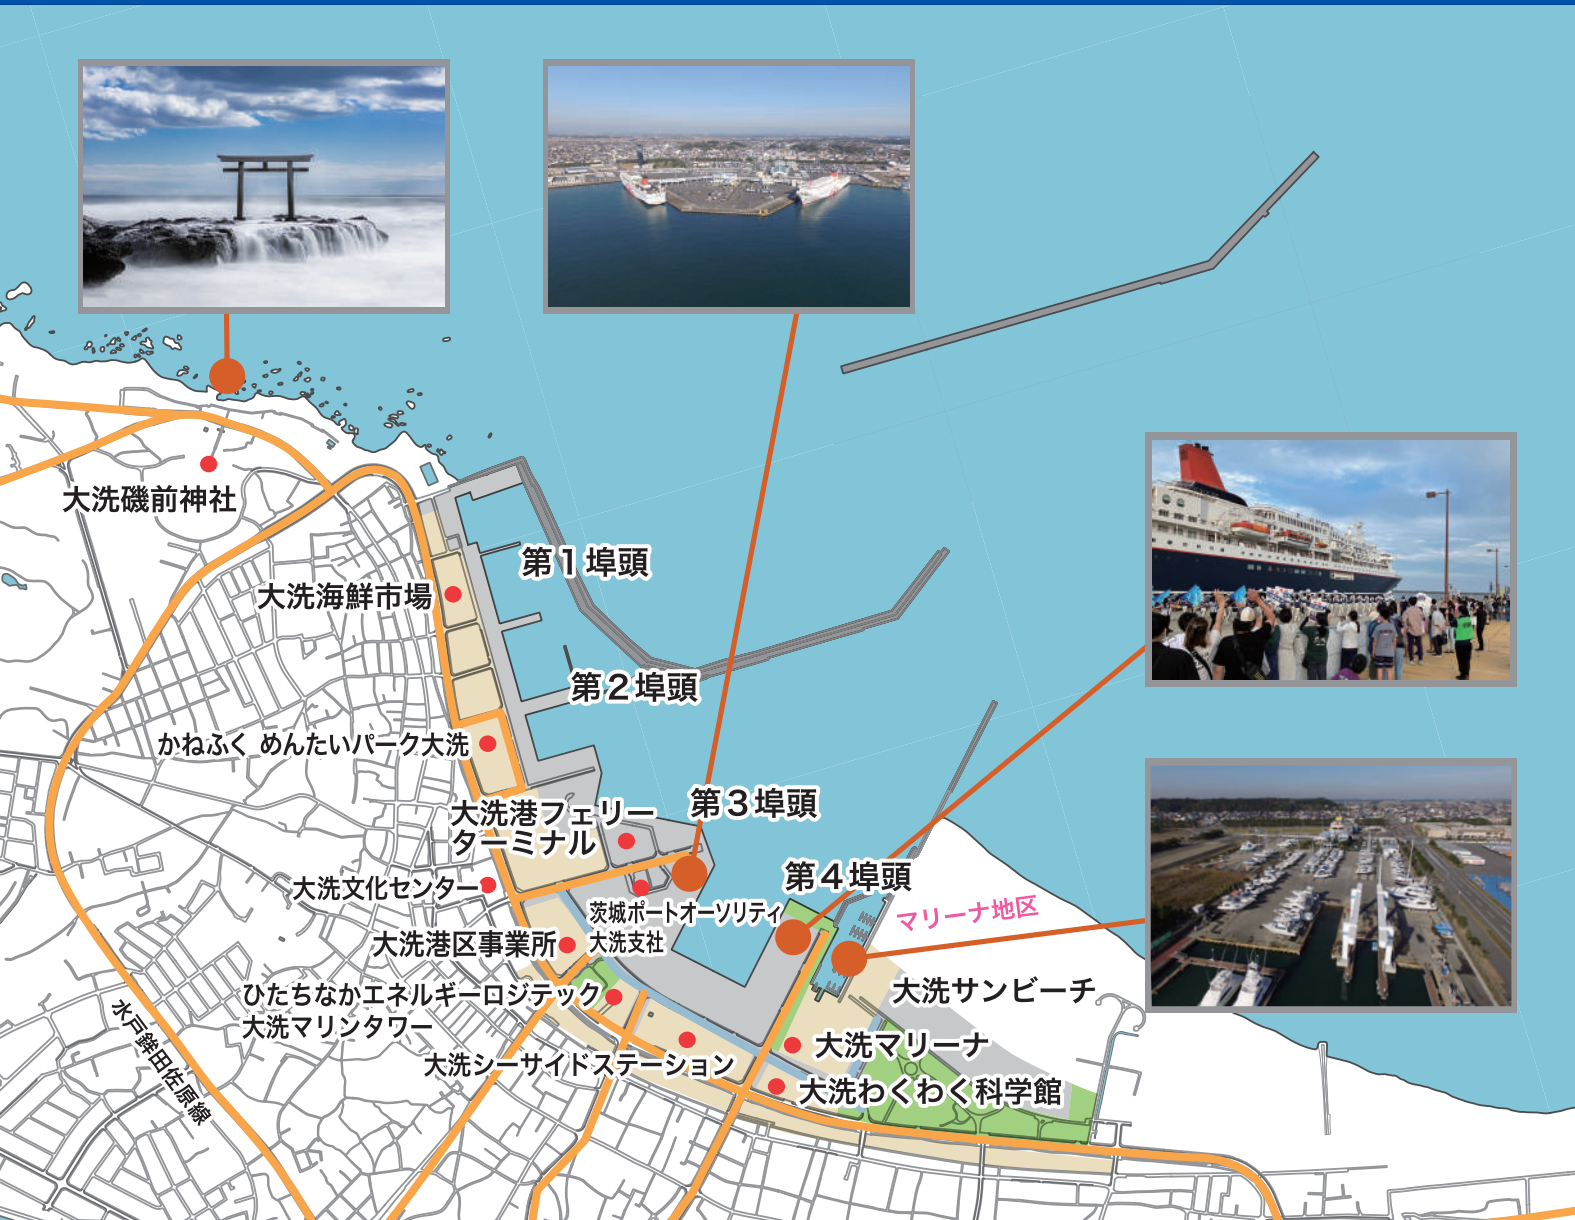 大洗磯前神社
第1埠頭
大洗海鮮市場
第2埠頭
かねふく めんたいパーク大洗
大洗港フェリー
ターミナル
第3埠頭
第4埠頭
大洗文化センター
茨城ポートオーソリティ
大洗支社
マリーナ地区
大洗港区事業所
大洗サンビーチ
ひたちなかエネルギーロジテック
大洗マリンタワー
水戸鉾田佐原線
大洗シーサイドステーション
大洗マリーナ
大洗わくわく科学館